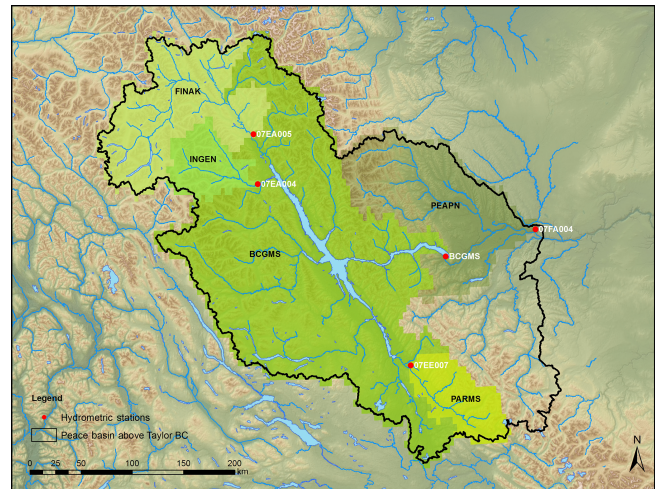 FINAK
07EA005
INGEN
07EA004
PEAPN
07FA004
BCGMS
BCGMS
07EE007
PARMS
Legend
Hydrometric stations
Peace basin above Taylor BC
0 25 50 100 150 200
km
N